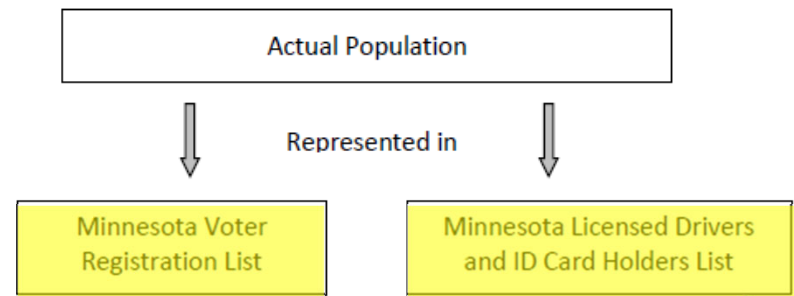 Actual Population
Represented in
Minnesota Voter
Registration List
Minnesota Licensed Drivers
and ID Card Holders List